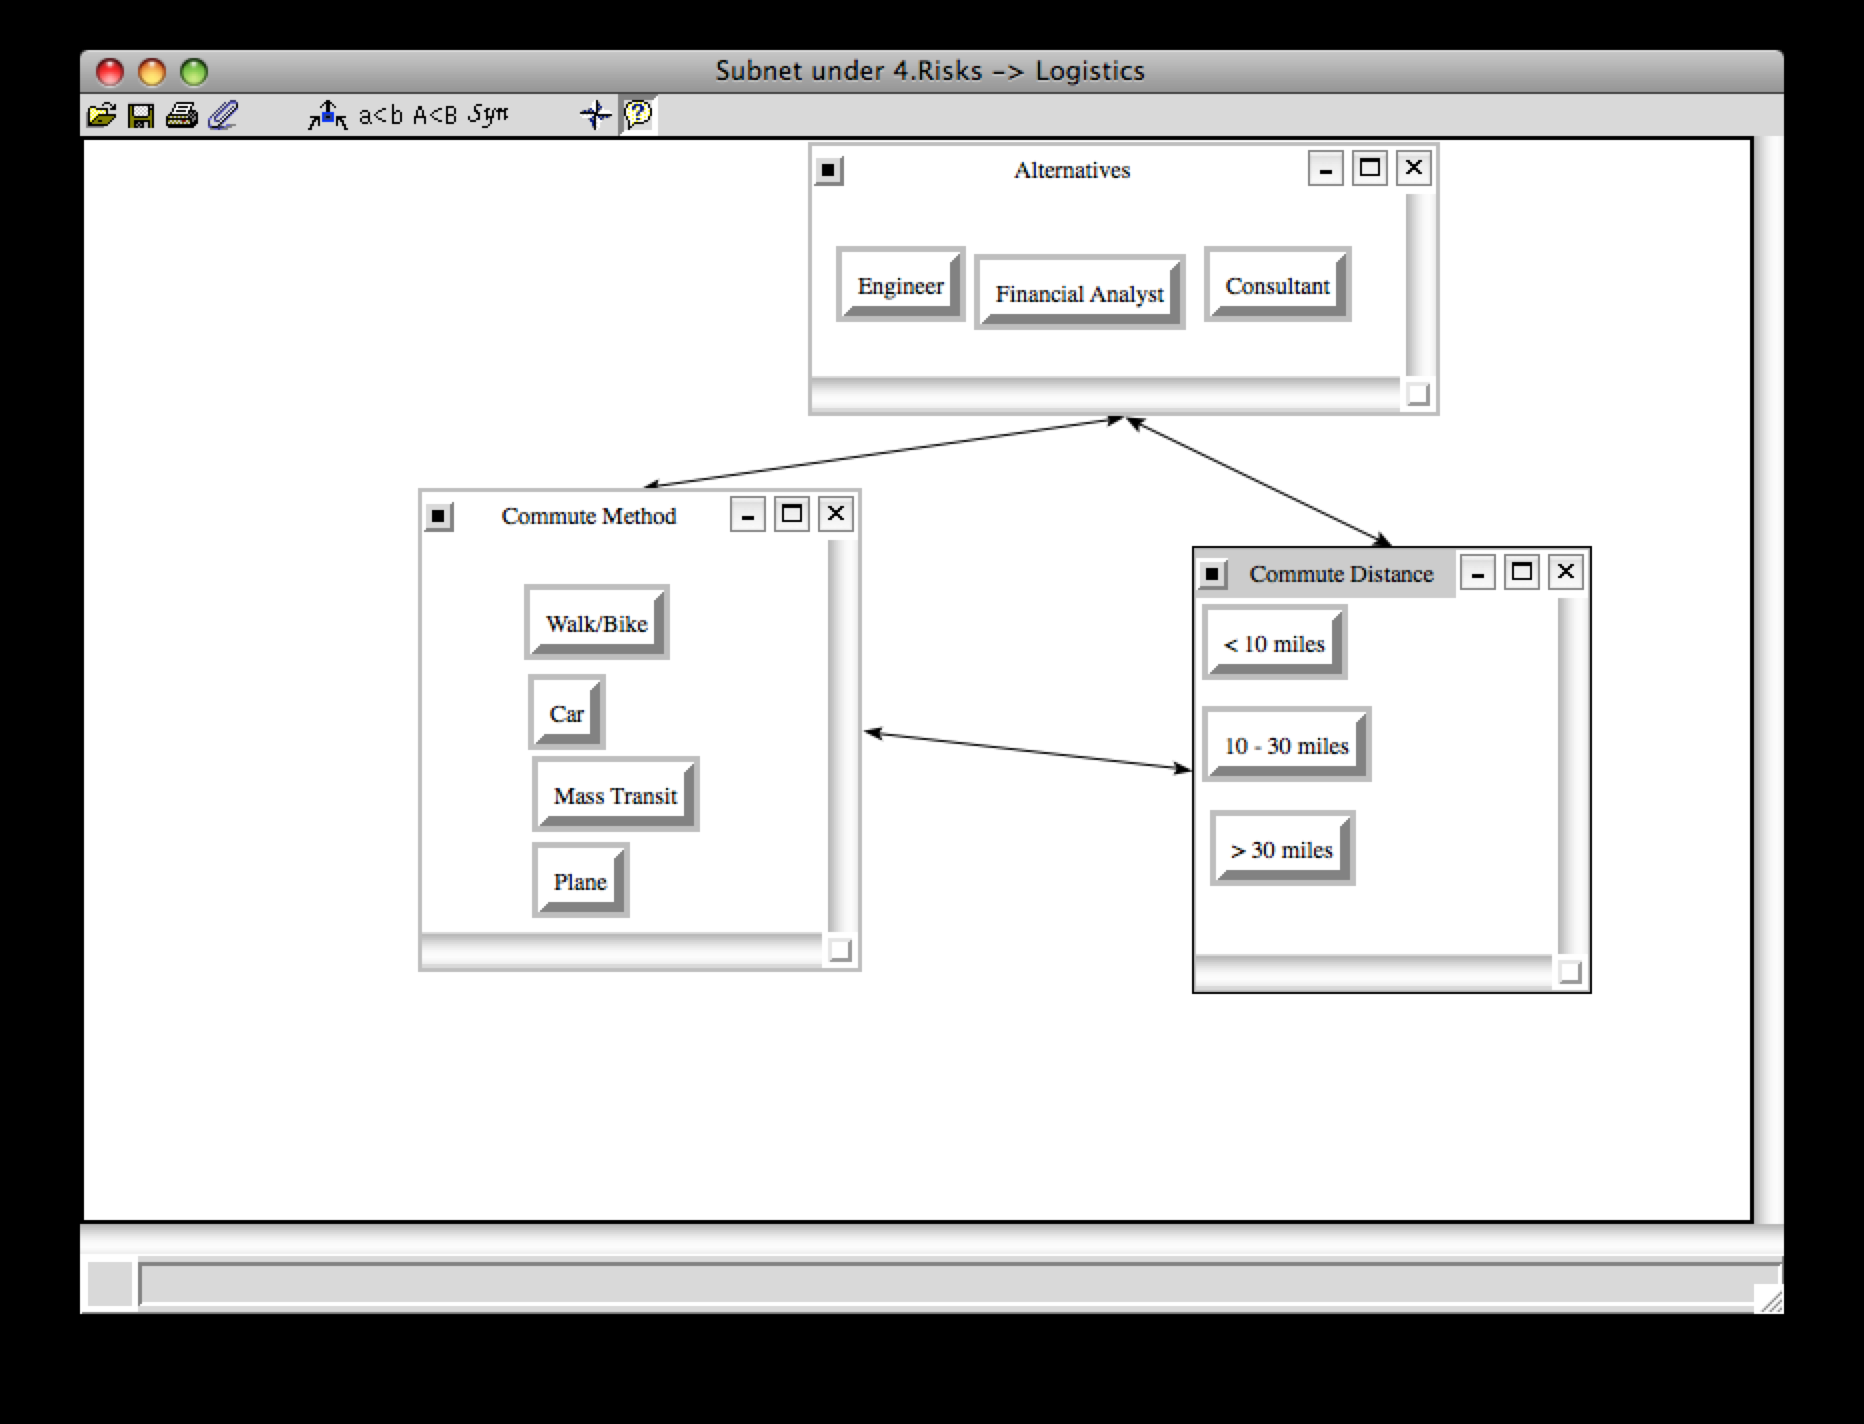 Subnet under 4.Risks -> Logistics
a<b A<B Syn
Alternatives
Engineer
Financial Analyst
Consultant
Commute Method
Walk/Bike
Car
Mass Transit
Plane
Commute Distance
< 10 miles
10 - 30 miles
> 30 miles